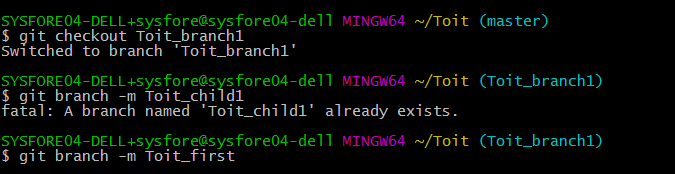 SYSFORE04-DELL+sysfore@sysfore04-dell MINGW64 ~/Toit (master)
$ git checkout Toit_branch1
Switched to branch 'Toit_branch1'
SYSFORE04-DELL+sysfore@sysfore04-dell MINGW64 ~/Toit (Toit_branch1)
$ git branch -m Toit_child1
fatal: A branch named 'Toit_child1' already exists.
SYSFORE04-DELL+sysfore@sysfore04-dell MINGW64 ~/Toit (Toit_branch1)
$ git branch -m Toit_first